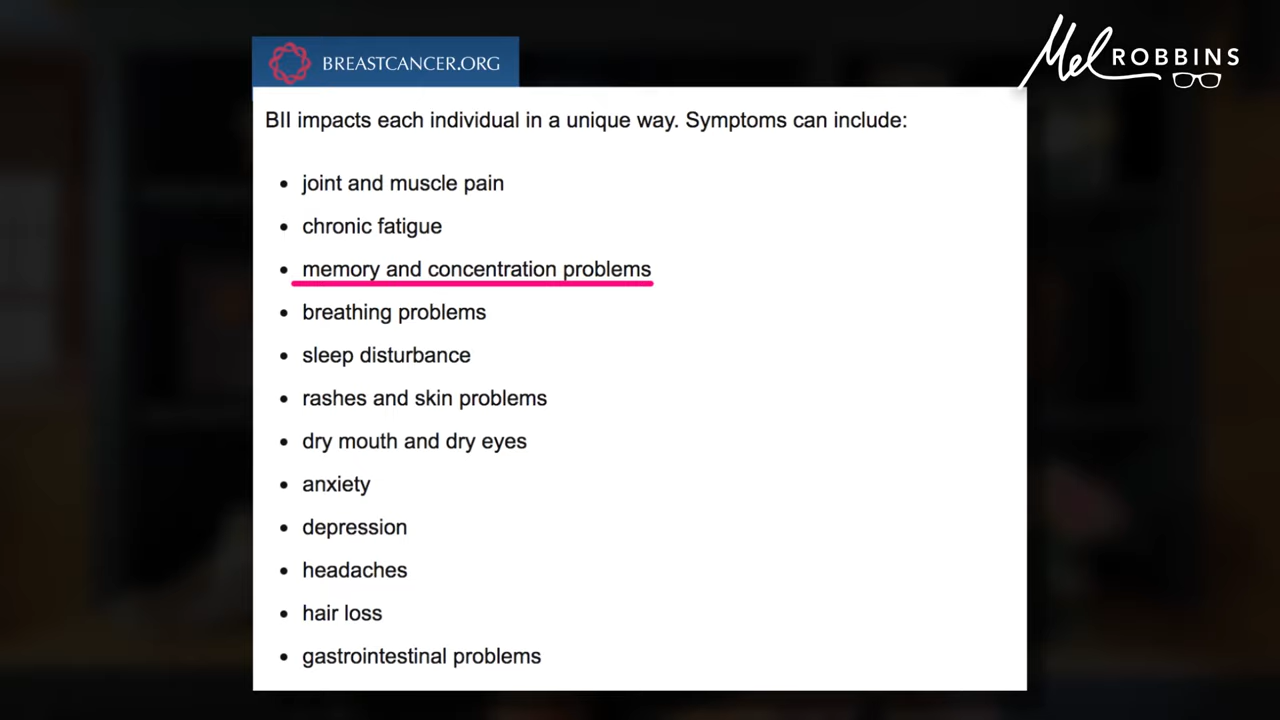 BREASTCANCER.ORG
Mel ROBBINS
BII impacts each individual in a unique way. Symptoms can include:
• joint and muscle pain
• chronic fatigue
• memory and concentration problems
• breathing problems
• sleep disturbance
• rashes and skin problems
• dry mouth and dry eyes
• anxiety
• depression
• headaches
• hair loss
• gastrointestinal problems